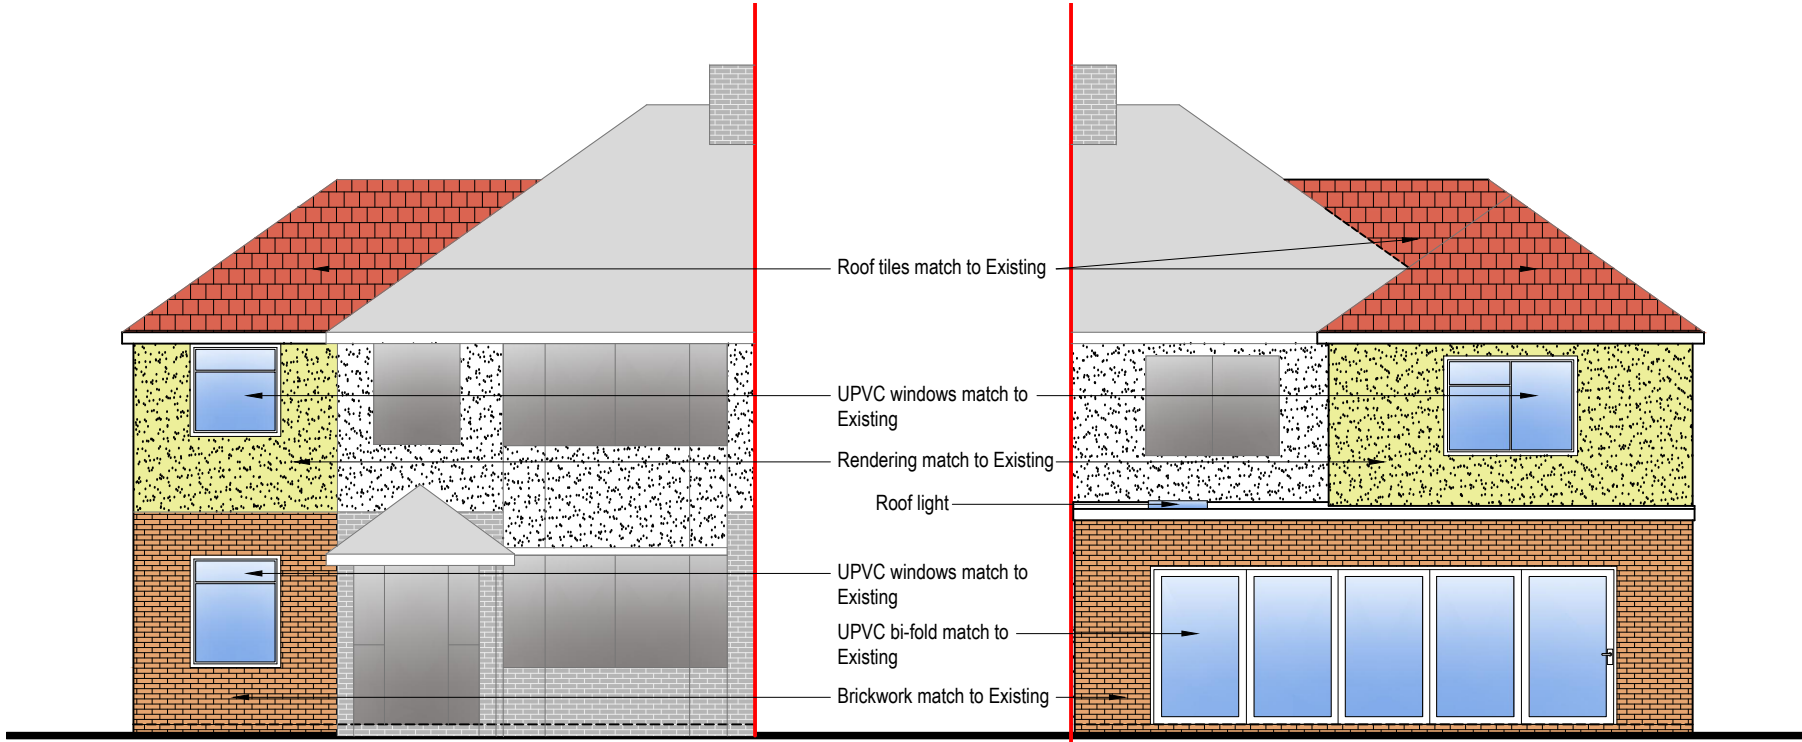 Roof tiles match to Existing
UPVC windows match to
Existing
Rendering match to Existing
Roof light
UPVC windows match to
Existing
UPVC bi-fold match to
Existing
Brickwork match to Existing